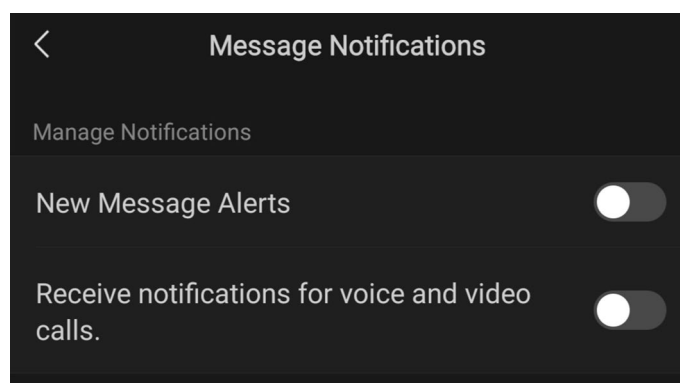 Message Notifications
Manage Notifications
New Message Alerts
Receive notifications for voice and video
calls.